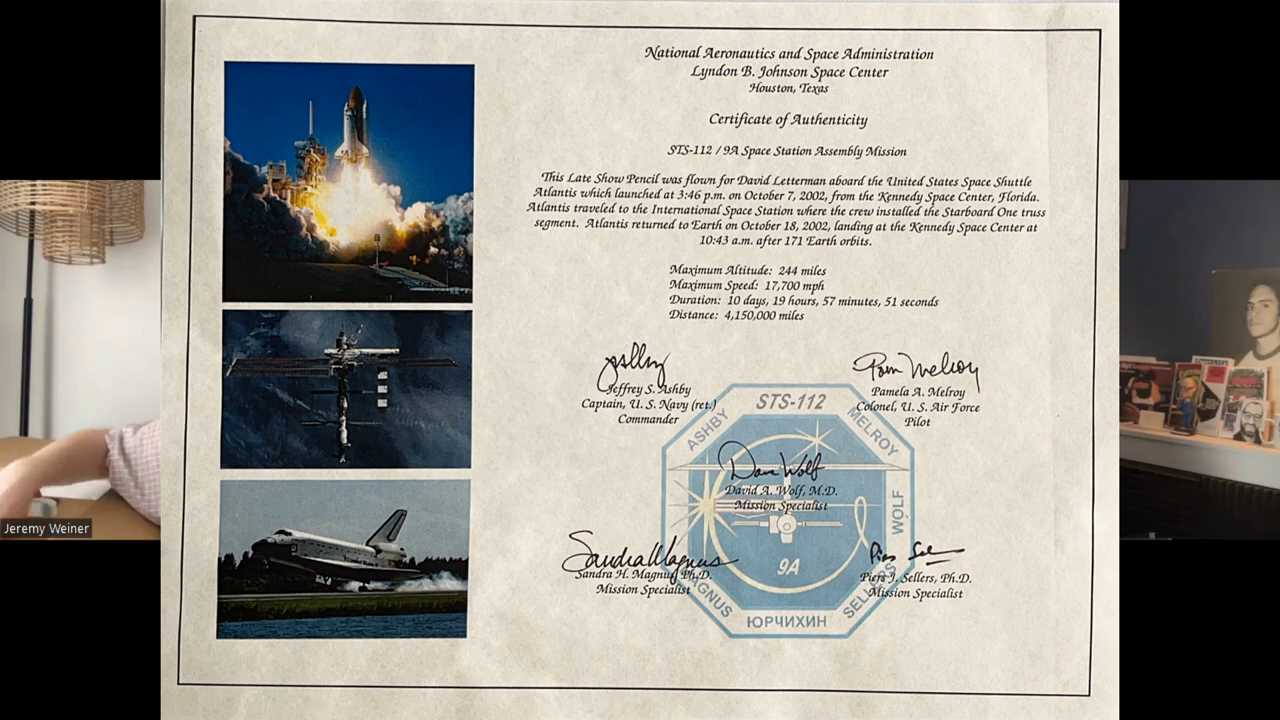 National Aeronautics and Space Administration
Lyndon B. Johnson Space Center
Houston, Texas
Certificate of Authenticity
STS-112 / 9A Space Station Assembly Mission
This Late Show Pencil was flown for David Letterman aboard the United States Space Shuttle
Atlantis which launched at 3:46 p.m. on October 7, 2002, from the Kennedy Space Center, Florida.
Atlantis traveled to the International Space Station where the crew installed the Starboard One truss
segment. Atlantis returned to Earth on October 18, 2002, landing at the Kennedy Space Center at
10:43 a.m. after 171 Earth orbits.
Maximum Altitude: 244 miles
Maximum Speed: 17,700 mph
Duration: 10 days, 19 hours, 57 minutes, 51 seconds
Distance: 4,150,000 miles
Jeffrey S. Ashby
Captain, U. S. Navy (ret.)
Commander
Pam Melroy
Pamela A. Melroy
Colonel, U. S. Air Force
Pilot
STS-112
ASHBY
MELROY
Dave Wolf
David A. Wolf, M.D.
Mission Specialist
WOLF
9A
Sandra Magnus
Sandra H. Magnus, Ph.D.
Mission Specialist
Piers J. Sellers, Ph.D.
Mission Specialist
MAGNUS
SELLERS
ЮРЧИХИН
Jeremy Weiner